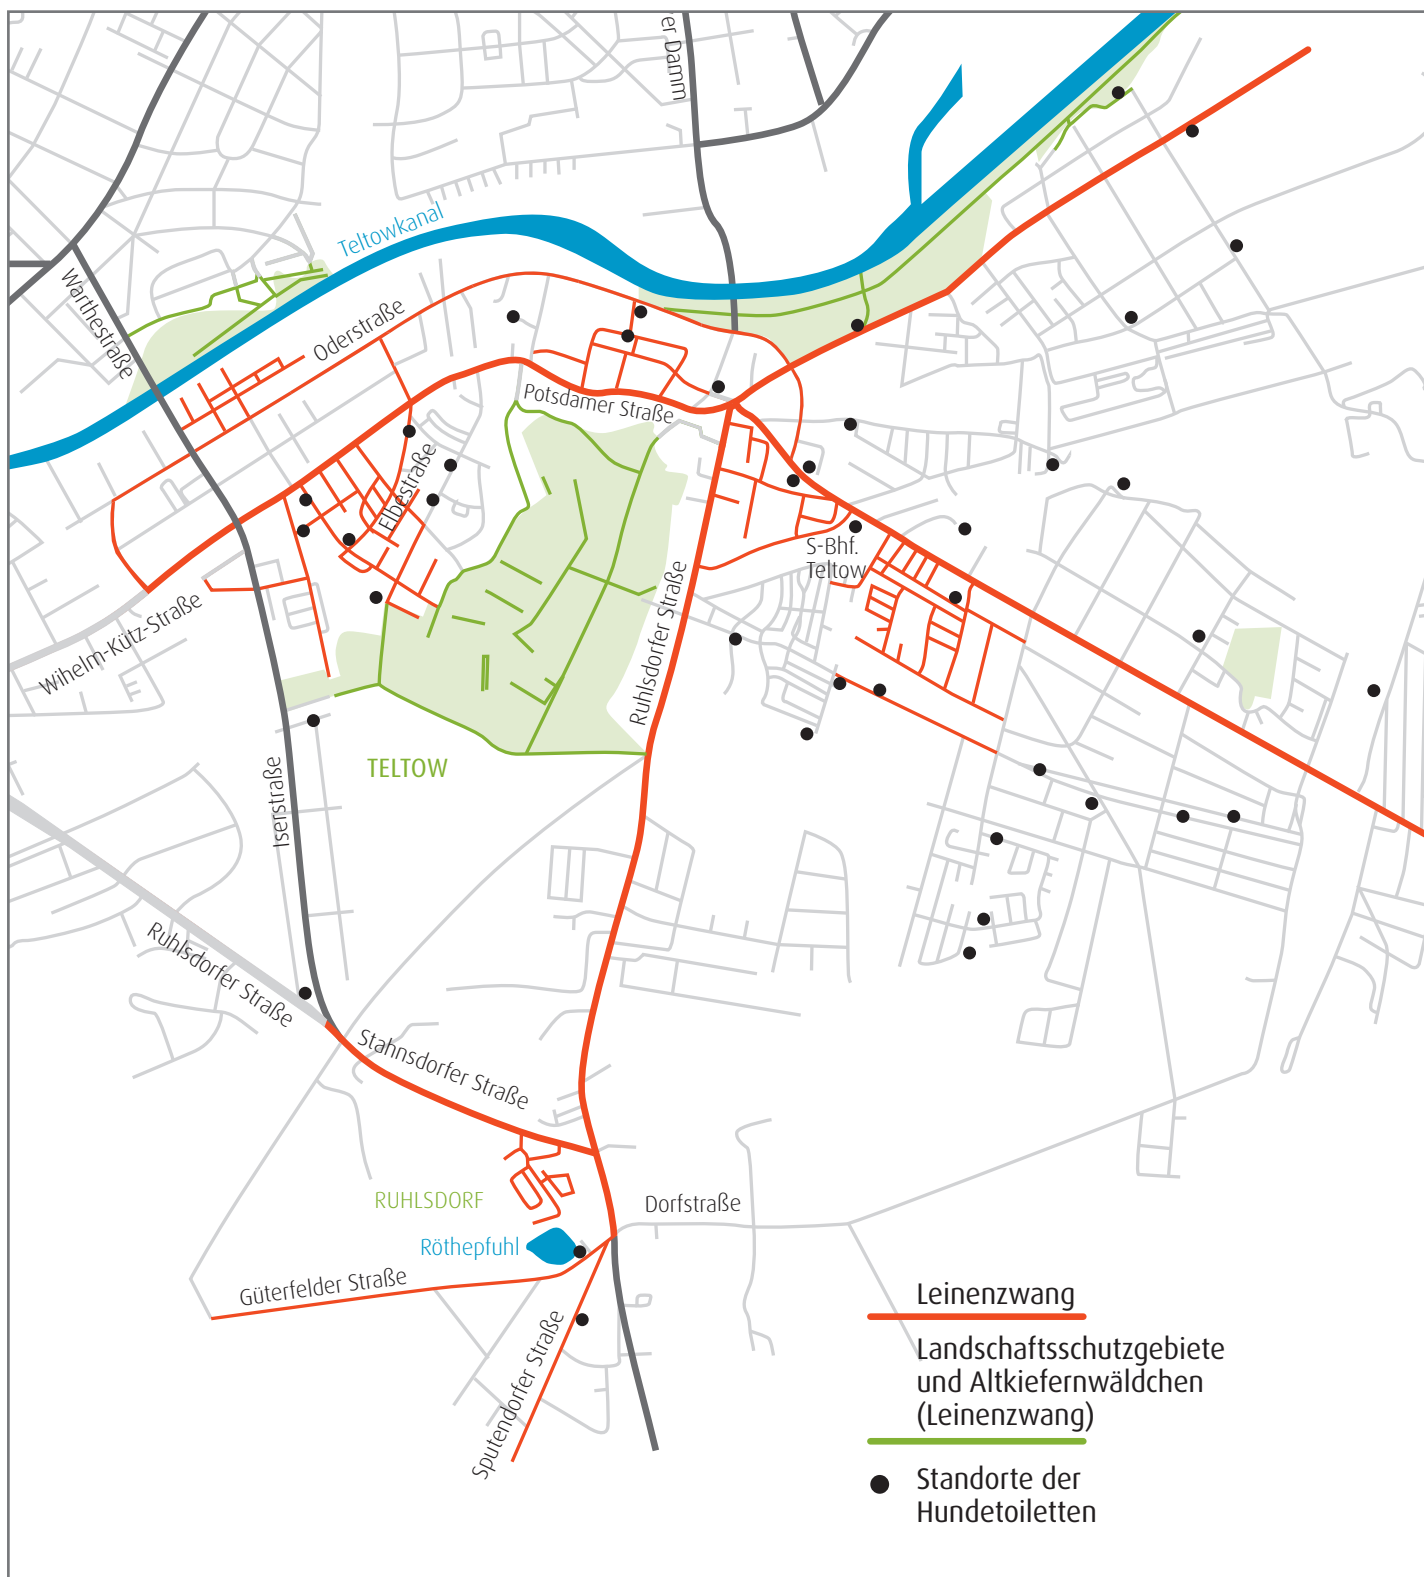 er Damm
Teltowkanal
Warthestraße
Oderstraße
Potsdamer Straße
Elbestraße
S-Bhf.
Teltow
Wihelm-Kütz-Straße
Ruhlsdorfer Straße
TELTOW
Iserstraße
Ruhlsdorfer Straße
Stahnsdorfer Straße
RUHLSDORF
Dorfstraße
Röthepfuhl
Güterfelder Straße
Sputendorfer Straße
Leinenzwang
Landschaftsschutzgebiete
und Altkiefernwäldchen
(Leinenzwang)
Standorte der
Hundetoiletten